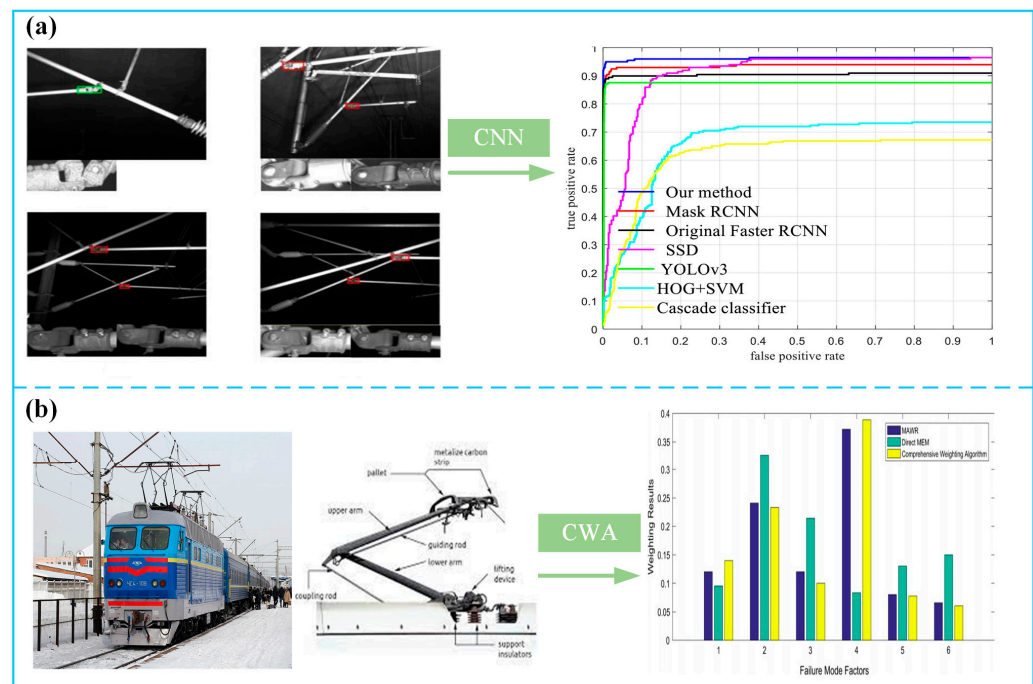 (a)
CNN
true positive rate
1
0.9
0.8
0.7
0.6
0.5
0.4
0.3
0.2
0.1
0
Our method
Mask RCNN
Original Faster RCNN
SSD
YOLOv3
HOG+SVM
Cascade classifier
0 0.1 0.2 0.3 0.4 0.5 0.6 0.7 0.8 0.9 1
false positive rate
(b)
metalize carbon
strip
pallet
upper arm
guiding rod
lower arm
lifting
device
coupling rod
support
insulators
CWA
Weighting Results
0.4
0.35
0.3
0.25
0.2
0.15
0.1
0.05
0
MAWR
Direct MEM
Comprehensive Weighting Algorithm
1 2 3 4 5 6
Failure Mode Factors